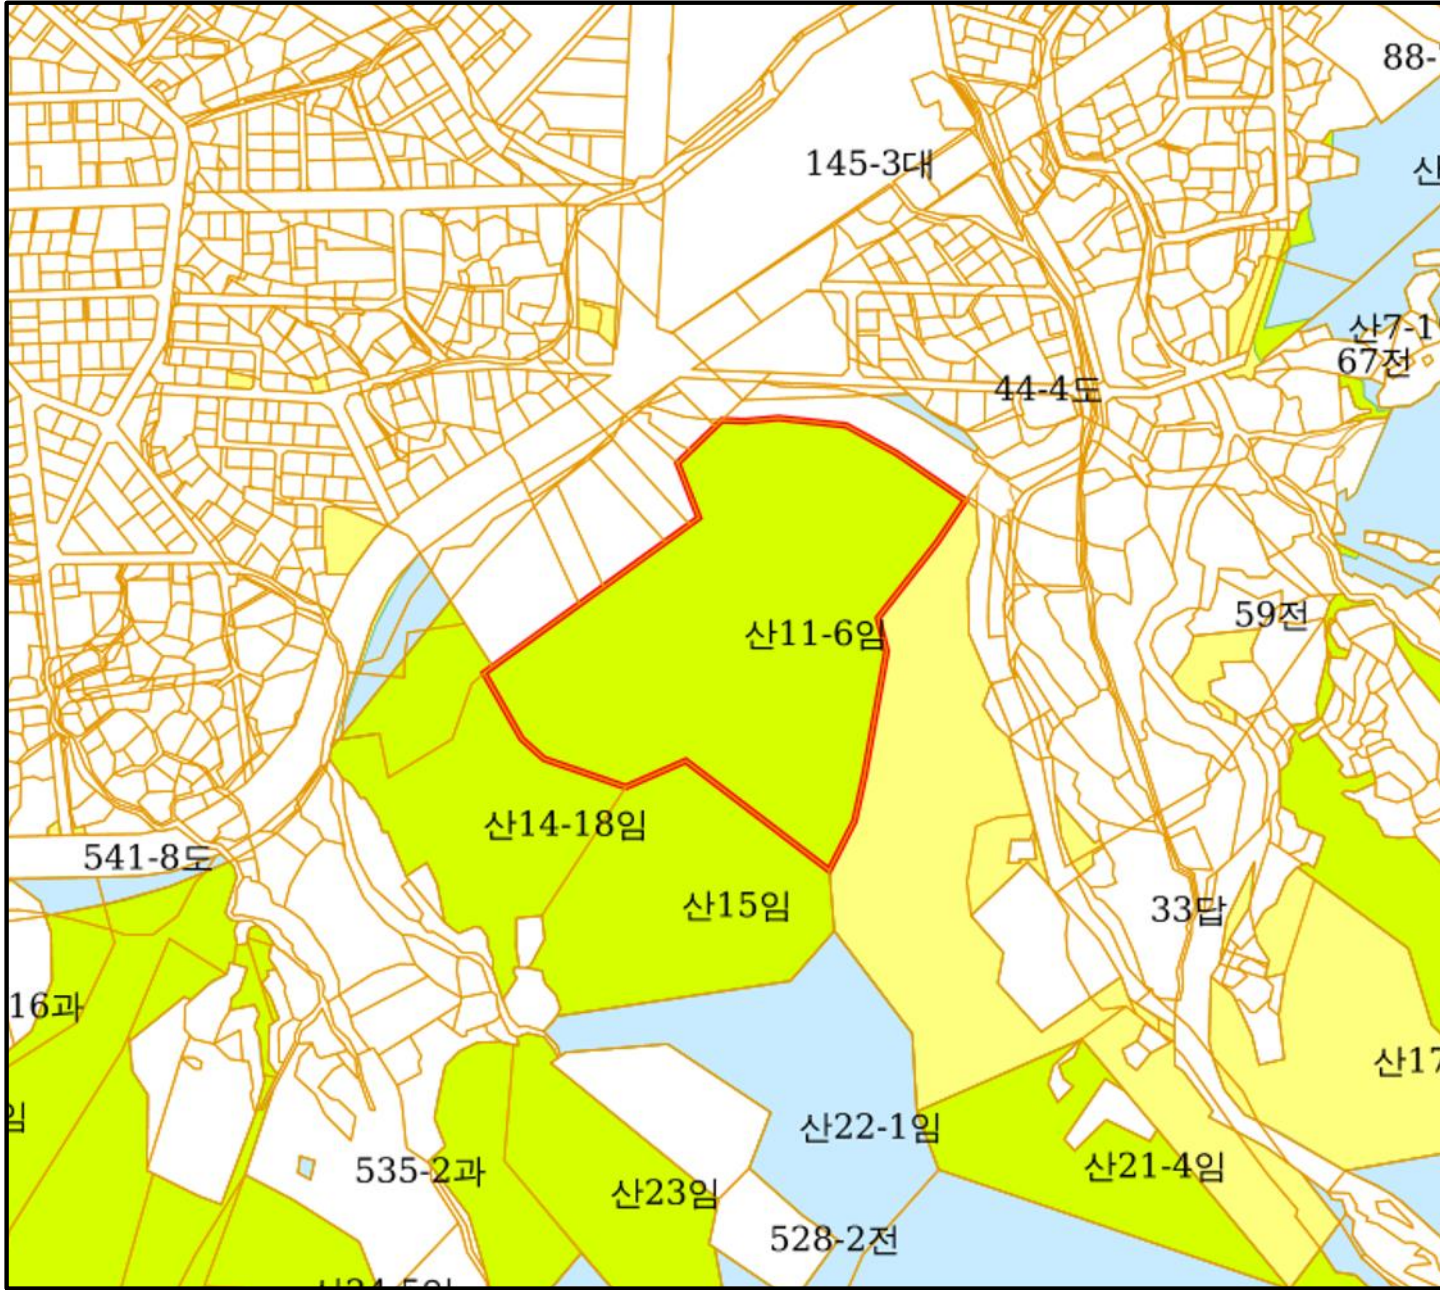 88-
145-3대
산
산7-1
67전
44-4도
59전
산11-6임
산14-18임
541-8도
산15임
33답
16과
산17
임
산22-1임
535-2과
산21-4임
산23임
528-2전